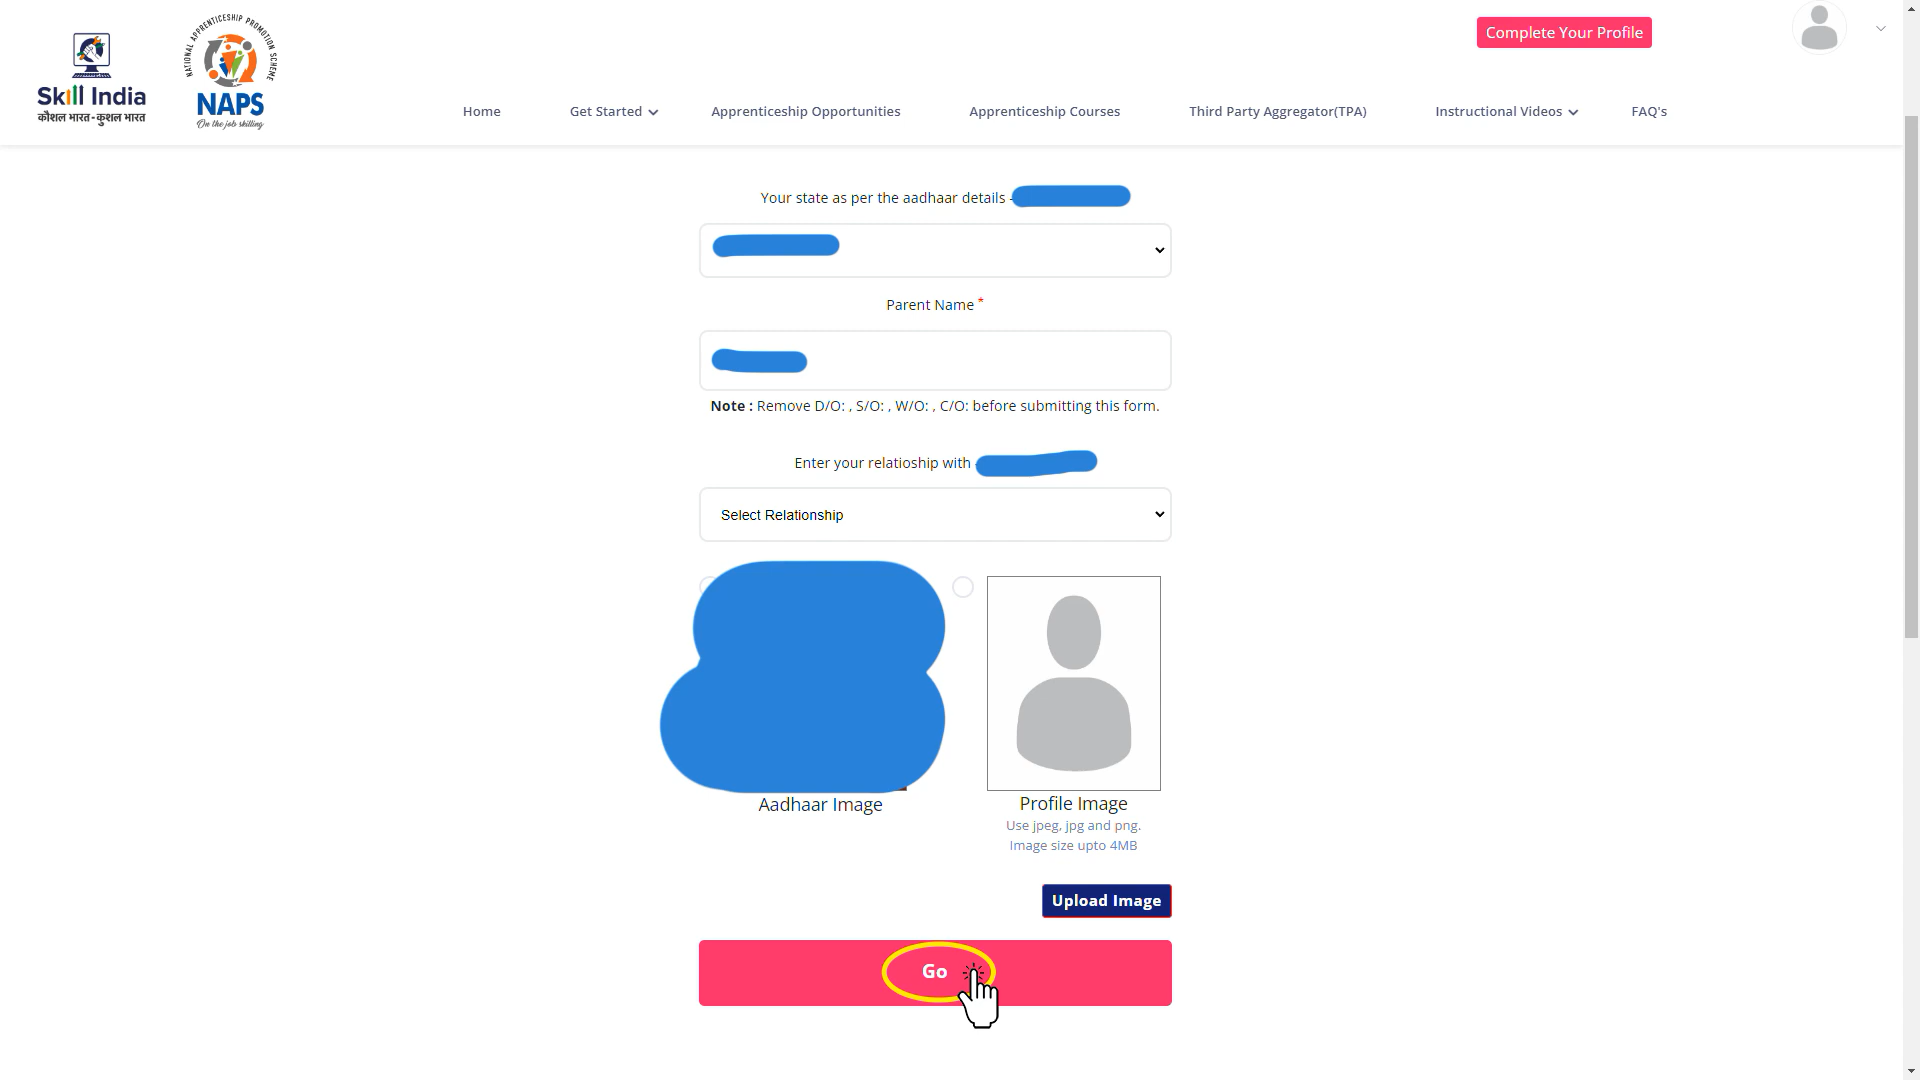 NATIONAL APPRENTICESHIP PROMOTION SCHEME
Skill India
कौशल भारत - कुशल भारत
NAPS
On the job skilling
Complete Your Profile
Home
Get Started
Apprenticeship Opportunities
Apprenticeship Courses
Third Party Aggregator(TPA)
Instructional Videos
FAQ's
Your state as per the aadhaar details -
Parent Name *
Note : Remove D/O: , S/O: , W/O: , C/O: before submitting this form.
Enter your relatioship with -
Select Relationship
Aadhaar Image
Profile Image
Use jpeg, jpg and png.
Image size upto 4MB
Upload Image
Go